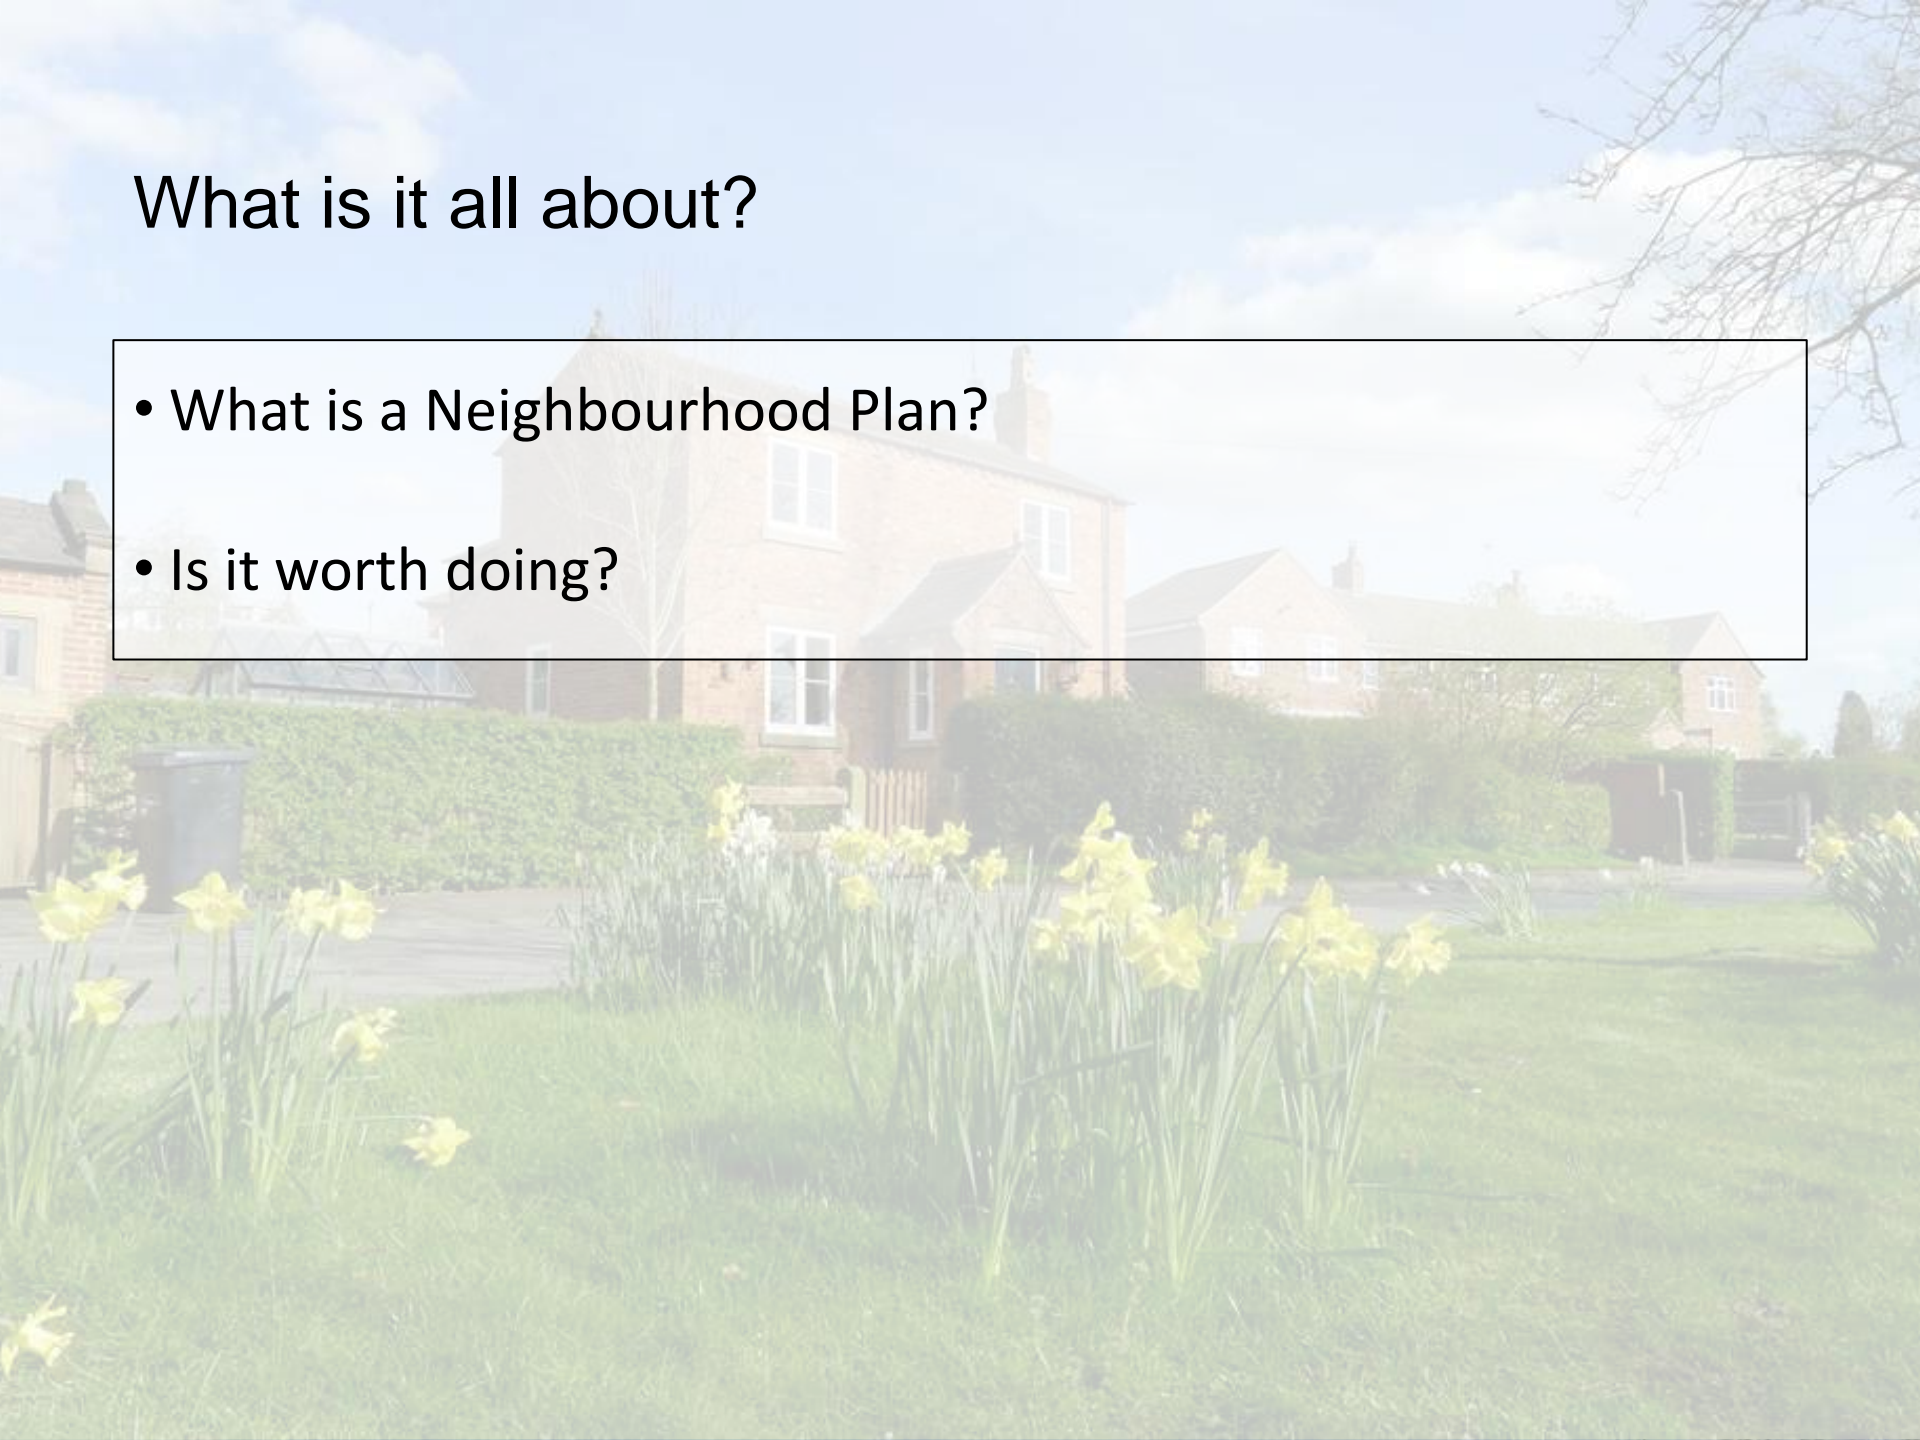 What is it all about?
• What is a Neighbourhood Plan?
• Is it worth doing?